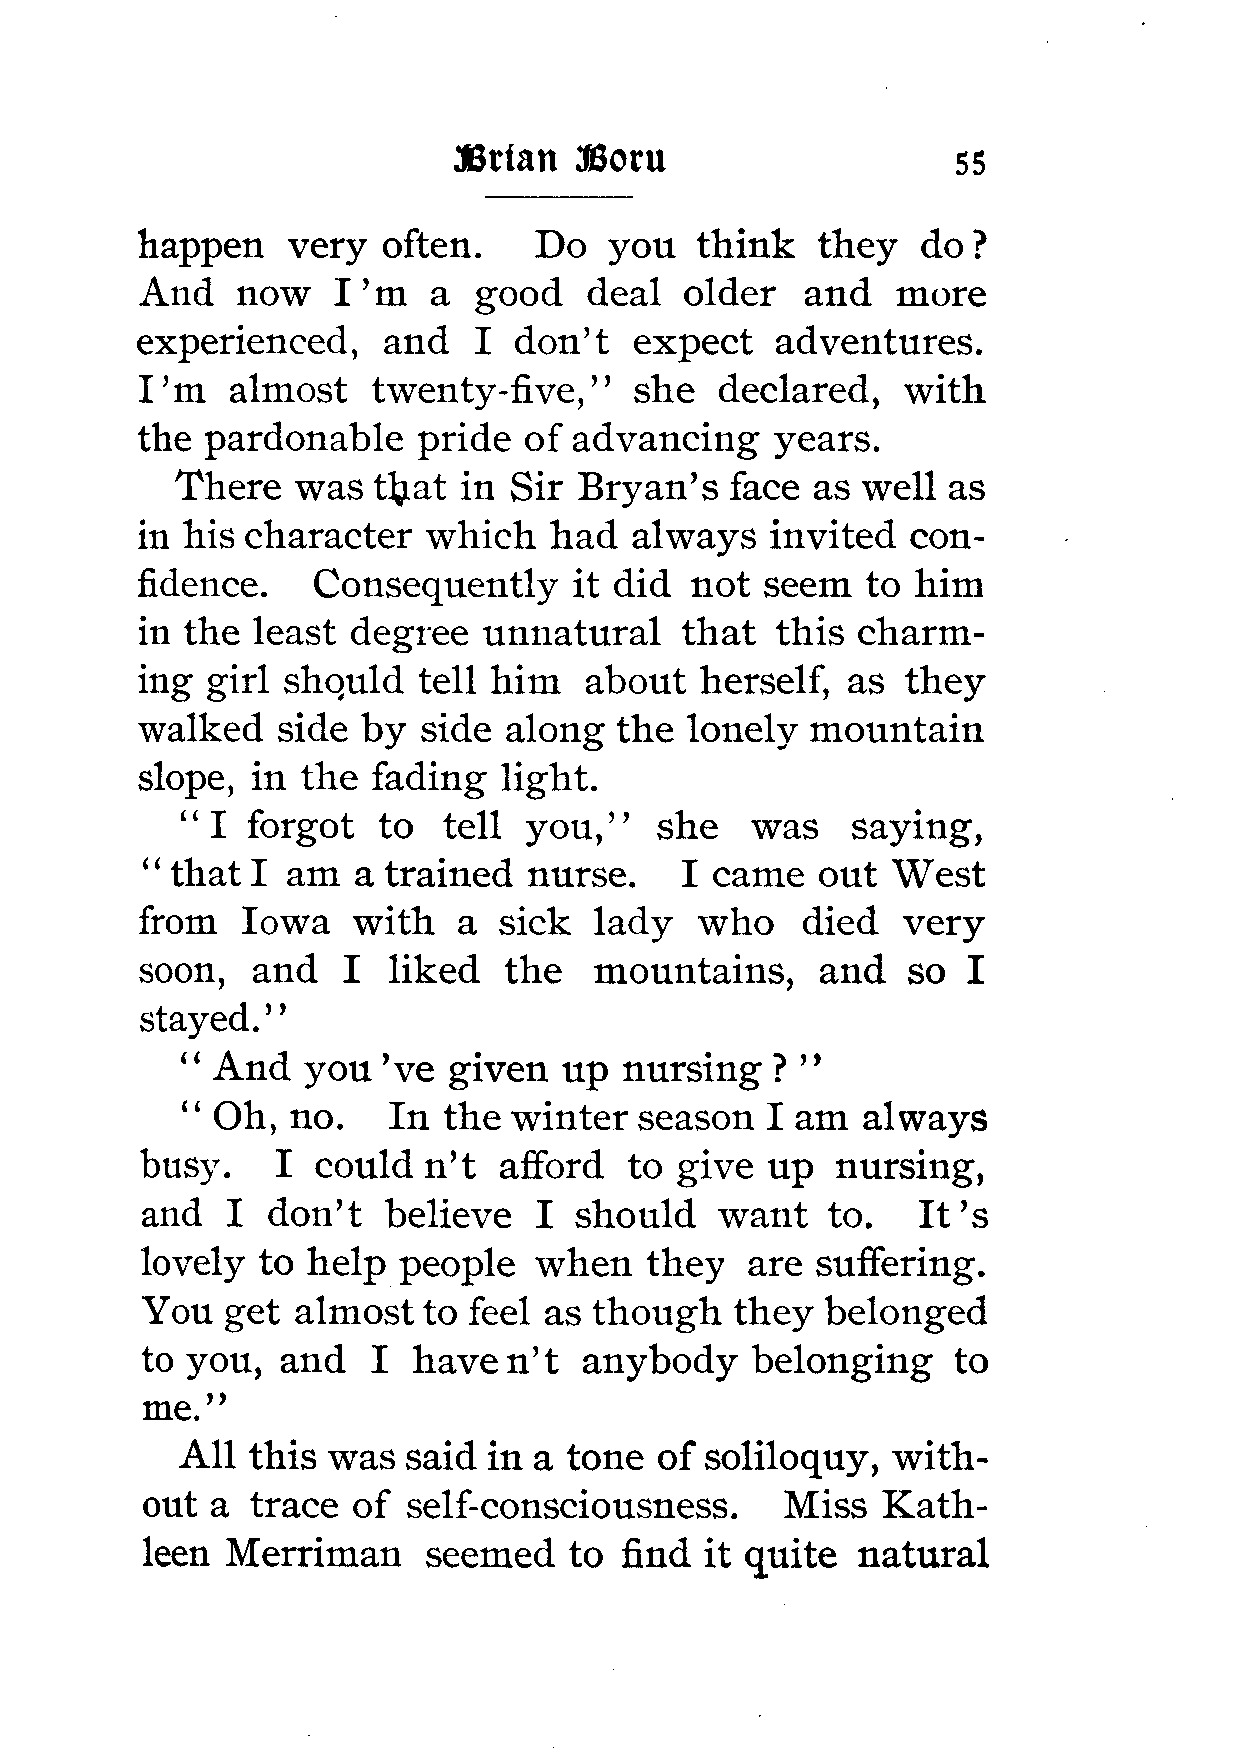 Brian Boru 55
happen very often. Do you think they do?
And now I'm a good deal older and more
experienced, and I don't expect adventures.
I'm almost twenty-five," she declared, with
the pardonable pride of advancing years.
There was that in Sir Bryan's face as well as
in his character which had always invited con-
fidence. Consequently it did not seem to him
in the least degree unnatural that this charm-
ing girl should tell him about herself, as they
walked side by side along the lonely mountain
slope, in the fading light.
"I forgot to tell you," she was saying,
"that I am a trained nurse. I came out West
from Iowa with a sick lady who died very
soon, and I liked the mountains, and so I
stayed."
"And you 've given up nursing?"
"Oh, no. In the winter season I am always
busy. I could n't afford to give up nursing,
and I don't believe I should want to. It 's
lovely to help people when they are suffering.
You get almost to feel as though they belonged
to you, and I have n't anybody belonging to
me."
All this was said in a tone of soliloquy, with-
out a trace of self-consciousness. Miss Kath-
leen Merriman seemed to find it quite natural